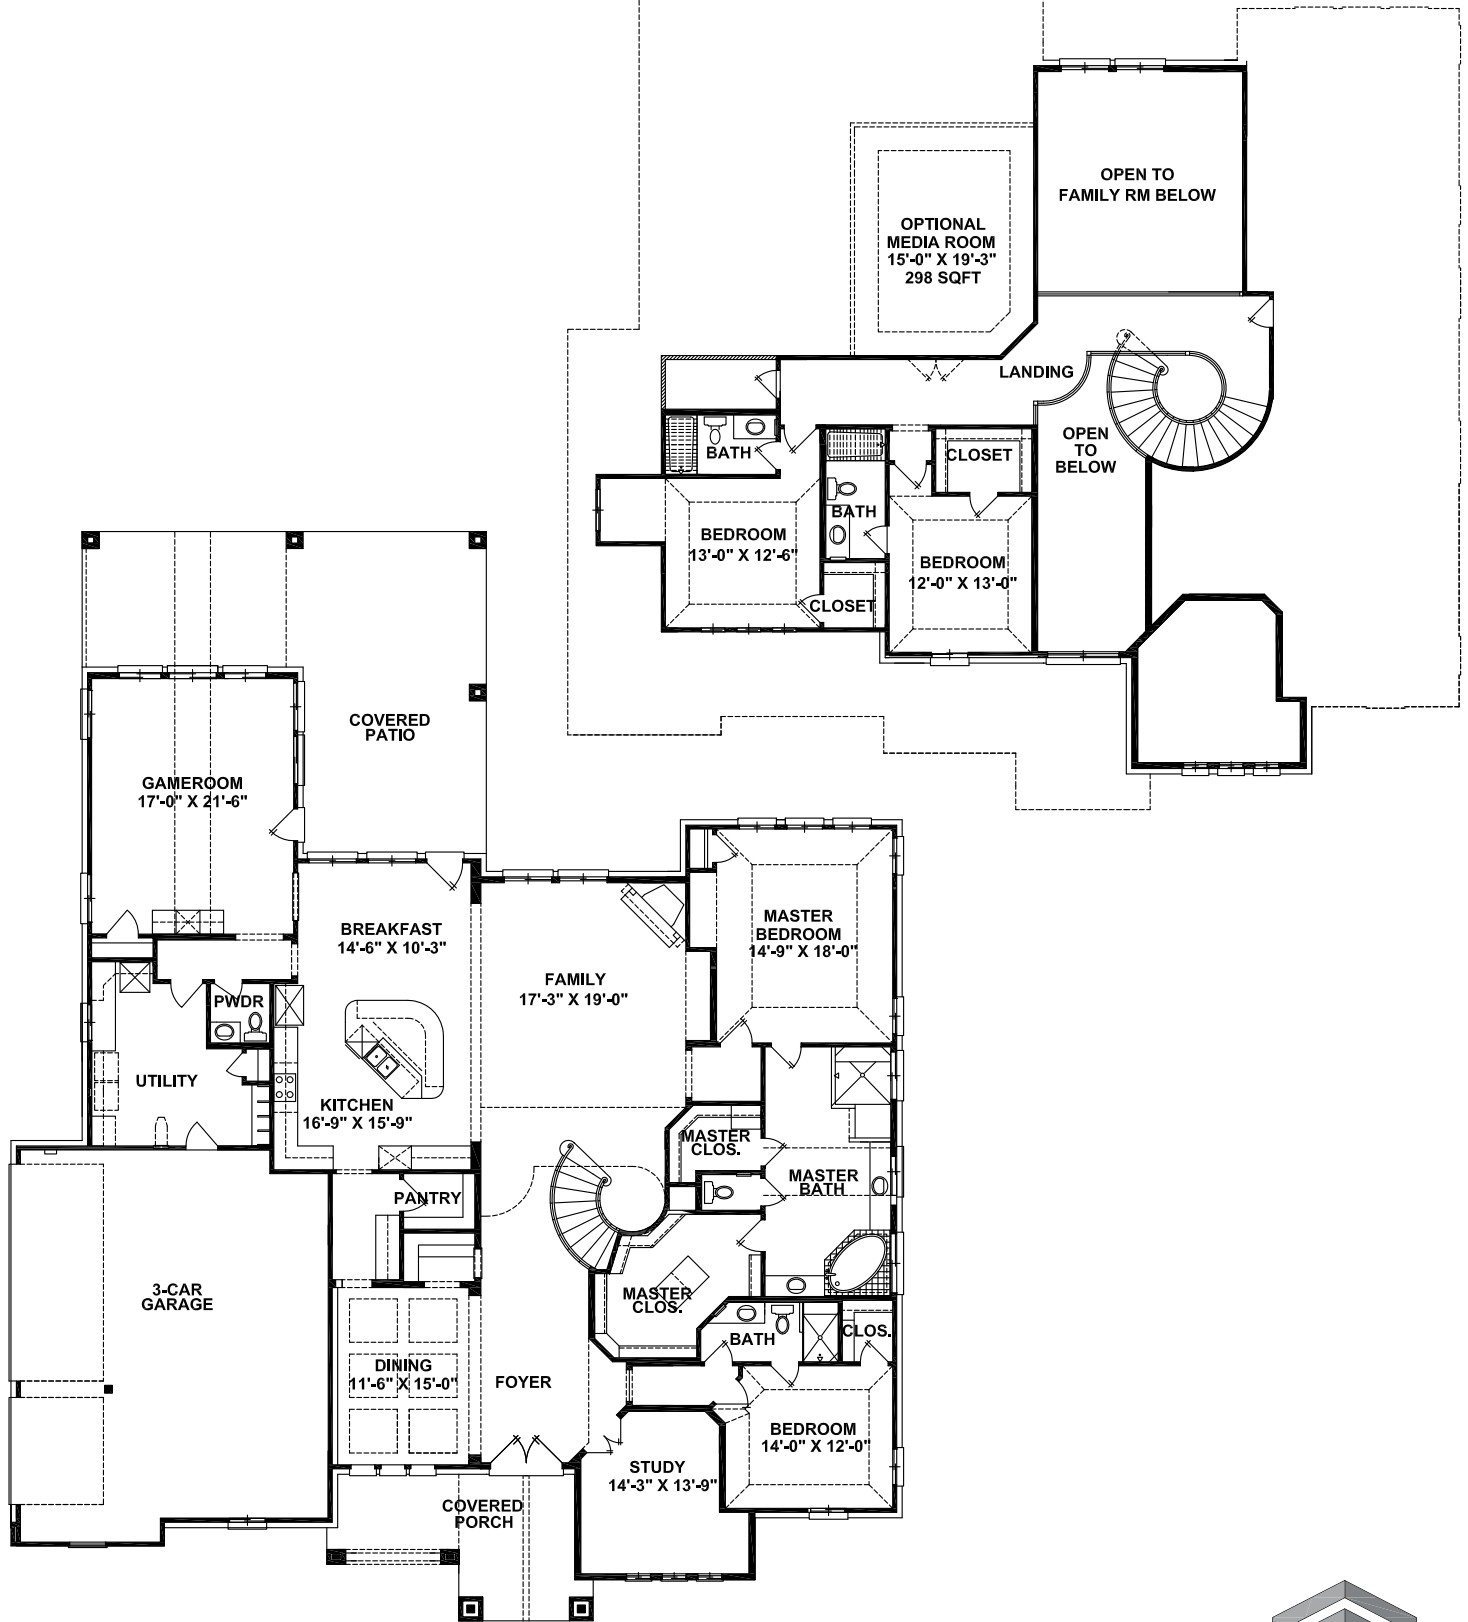 OPEN TO
FAMILY RM BELOW
OPTIONAL
MEDIA ROOM
15'-0" X 19'-3"
298 SQFT
LANDING
OPEN
TO
BELOW
BATH
CLOSET
BATH
BEDROOM
13'-0" X 12'-6"
BEDROOM
12'-0" X 13'-0"
CLOSET
COVERED
PATIO
GAMEROOM
17'-0" X 21'-6"
BREAKFAST
14'-6" X 10'-3"
MASTER
BEDROOM
14'-9" X 18'-0"
FAMILY
17'-3" X 19'-0"
PWDR
UTILITY
KITCHEN
16'-9" X 15'-9"
MASTER
CLOS.
MASTER
BATH
PANTRY
3-CAR
GARAGE
MASTER
CLOS.
BATH
CLOS.
DINING
11'-6" X 15'-0"
FOYER
BEDROOM
14'-0" X 12'-0"
STUDY
14'-3" X 13'-9"
COVERED
PORCH